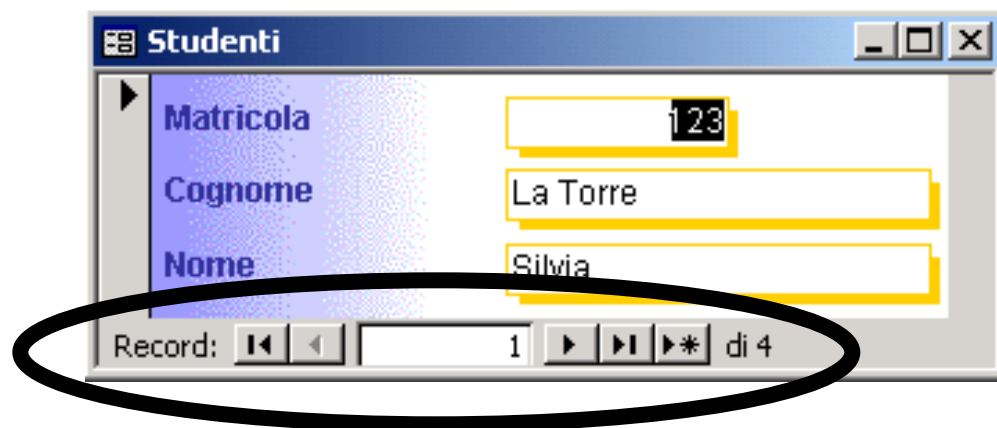 Studenti
Matricola 123
Cognome La Torre
Nome Silvia
Record: 1 di 4